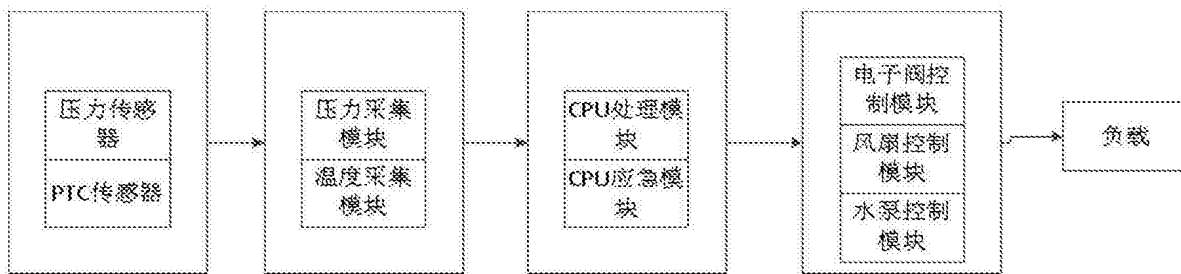 压力传感
器
PTC传感器
压力采集
模块
温度采集
模块
CPU处理模
块
CPU应急模
块
电子阀控
制模块
风扇控制
模块
水泵控制
模块
负载